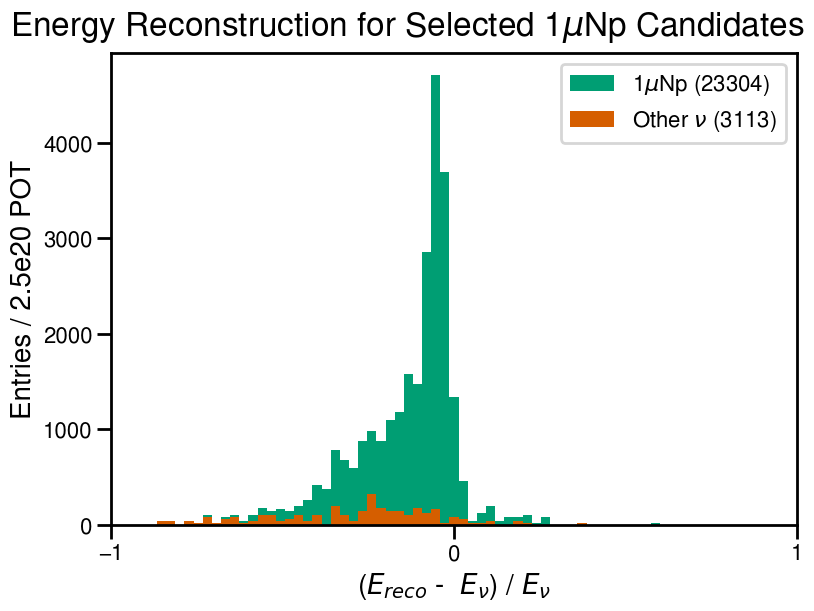 Energy Reconstruction for Selected 1μNp Candidates
1μNp (23304)
Other ν (3113)
Entries / 2.5e20 POT
4000
3000
2000
1000
0
−1
0
1
(E_reco - E_ν) / E_ν